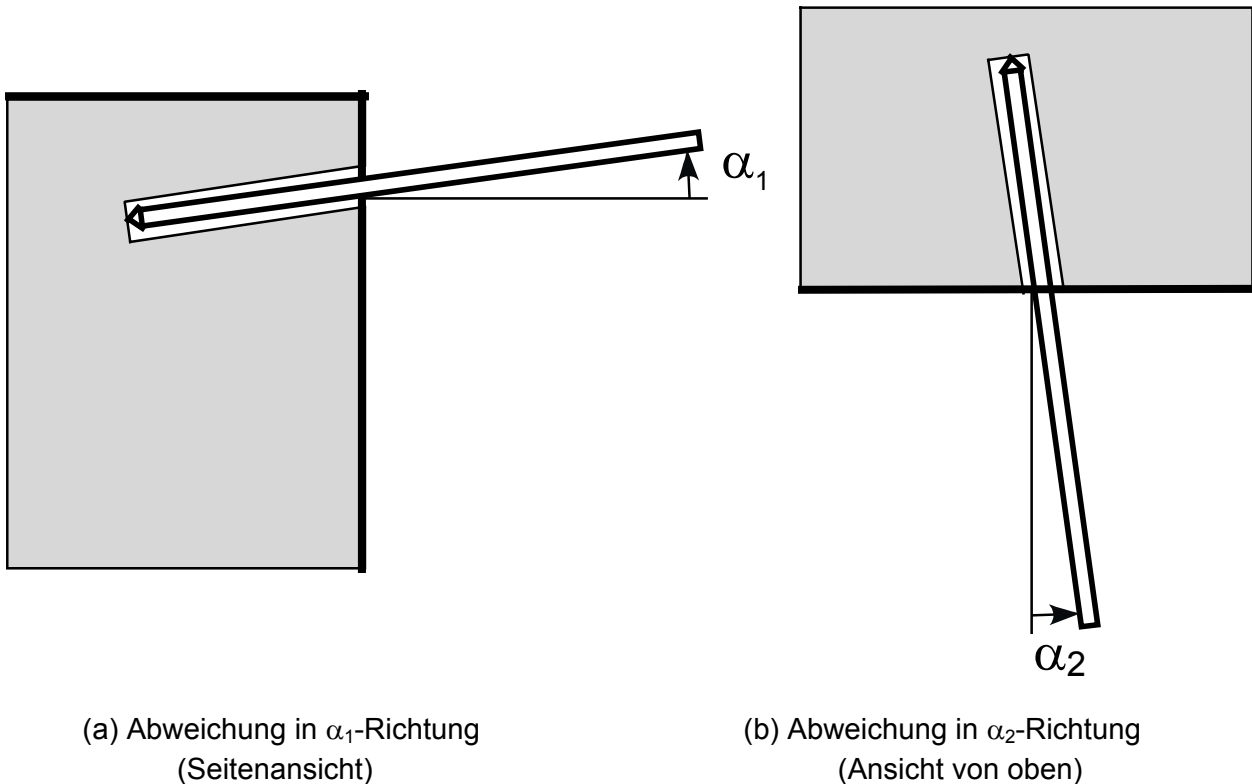 α₁
α₂
(a) Abweichung in α₁-Richtung
(Seitenansicht)
(b) Abweichung in α₂-Richtung
(Ansicht von oben)